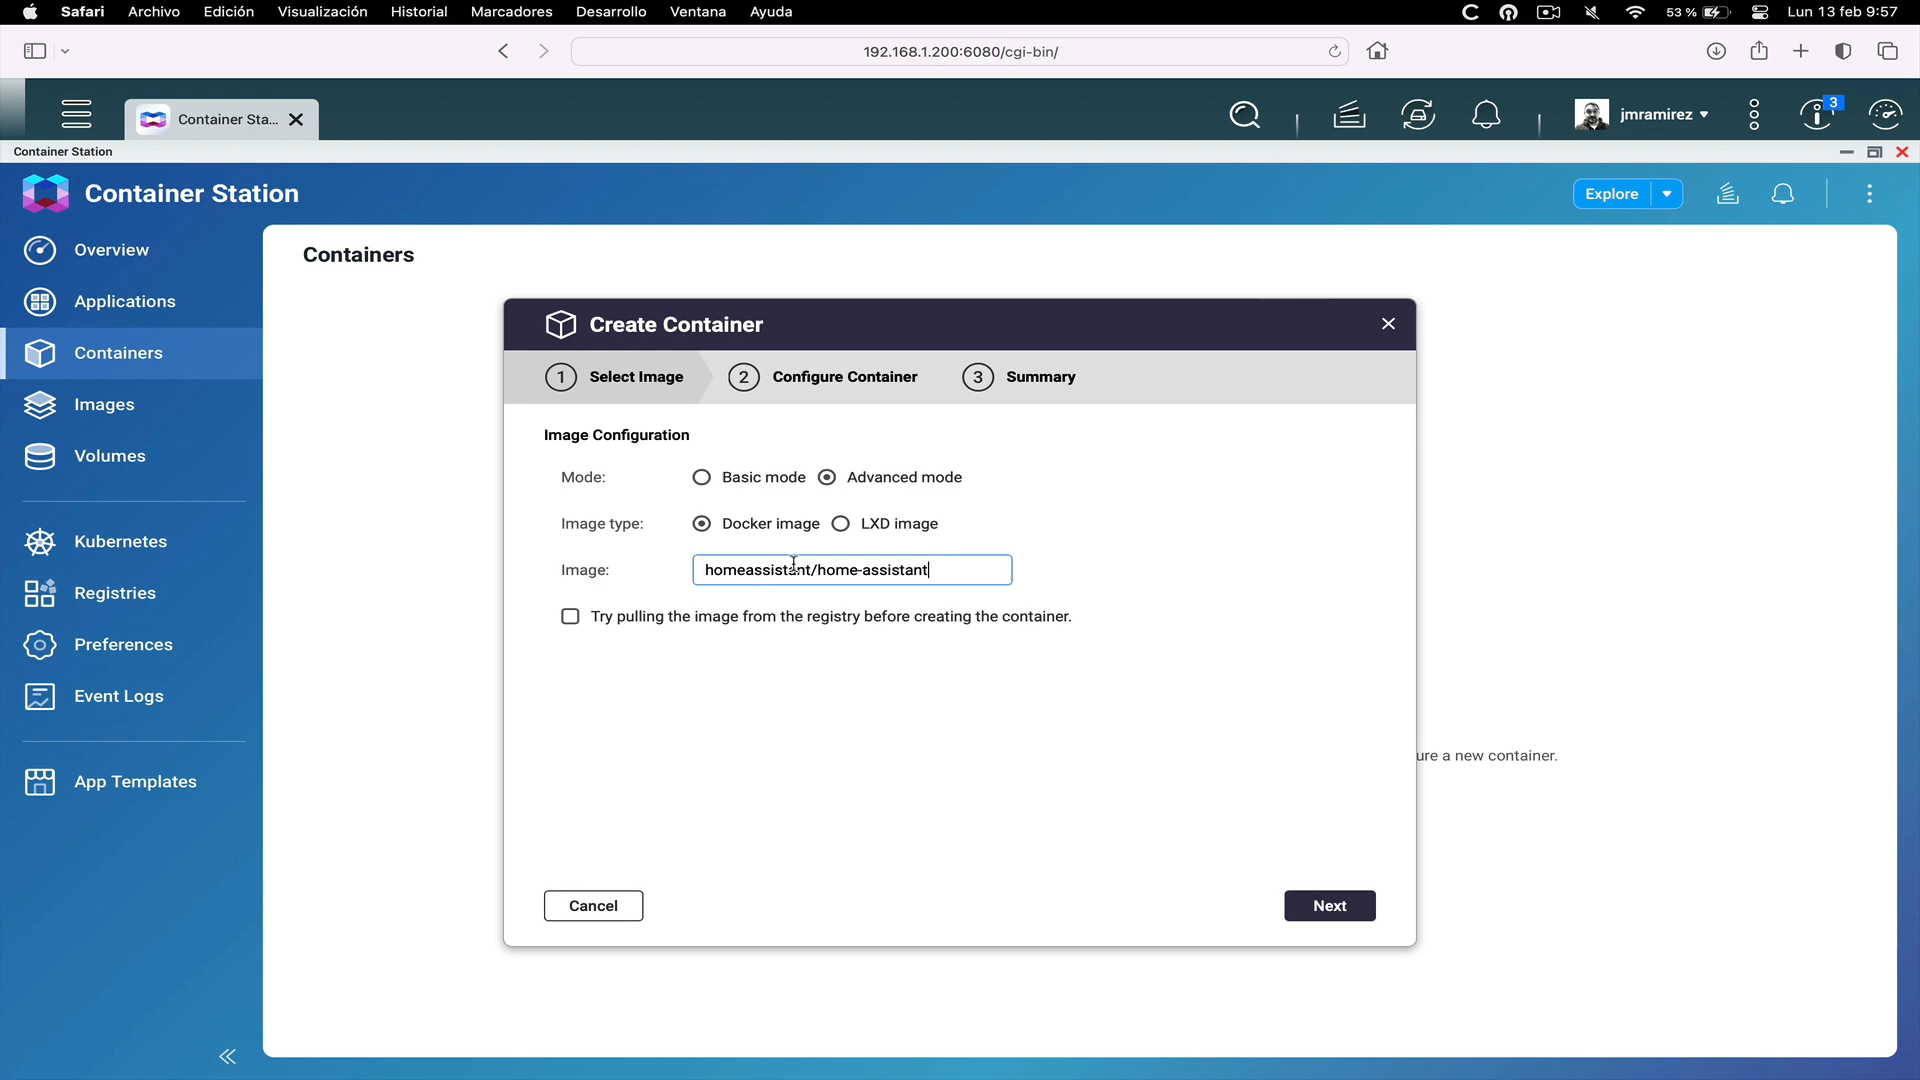 Safari Archivo Edición Visualización Historial Marcadores Desarrollo Ventana Ayuda 53 % Lun 13 feb 9:57
192.168.1.200:6080/cgi-bin/
Container Sta... jmramirez 3
Container Station
Container Station Explore
Overview
Applications
Containers
Images
Volumes
Kubernetes
Registries
Preferences
Event Logs
App Templates
Containers
Create Container
1 Select Image 2 Configure Container 3 Summary
Image Configuration
Mode: Basic mode Advanced mode
Image type: Docker image LXD image
Image: homeassistant/home-assistant
Try pulling the image from the registry before creating the container.
ure a new container.
Cancel Next